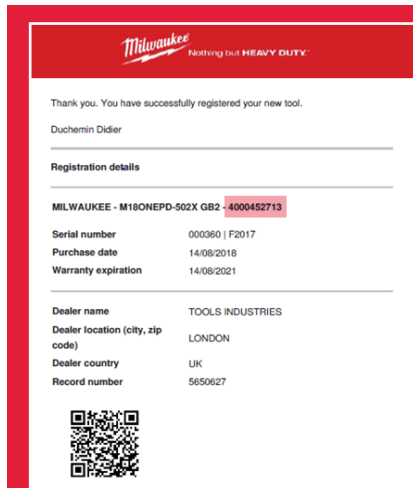 Milwaukee
Nothing but HEAVY DUTY.™
Thank you. You have successfully registered your new tool.
Duchemin Didier
Registration details
MILWAUKEE - M18ONEPD-502X GB2 - 4000452713
Serial number 000360 | F2017
Purchase date 14/08/2018
Warranty expiration 14/08/2021
Dealer name TOOLS INDUSTRIES
Dealer location (city, zip
code) LONDON
Dealer country UK
Record number 5650627